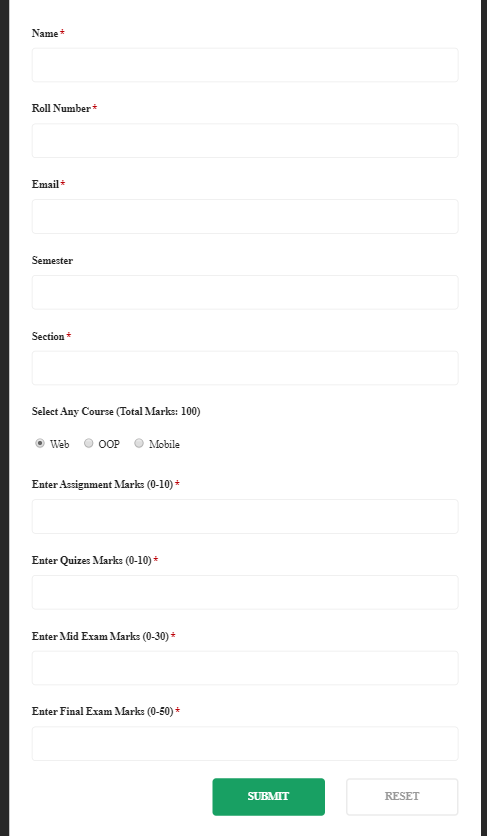 Name *
Roll Number *
Email *
Semester
Section *
Select Any Course (Total Marks: 100)
Web OOP Mobile
Enter Assignment Marks (0-10) *
Enter Quizes Marks (0-10) *
Enter Mid Exam Marks (0-30) *
Enter Final Exam Marks (0-50) *
SUBMIT RESET